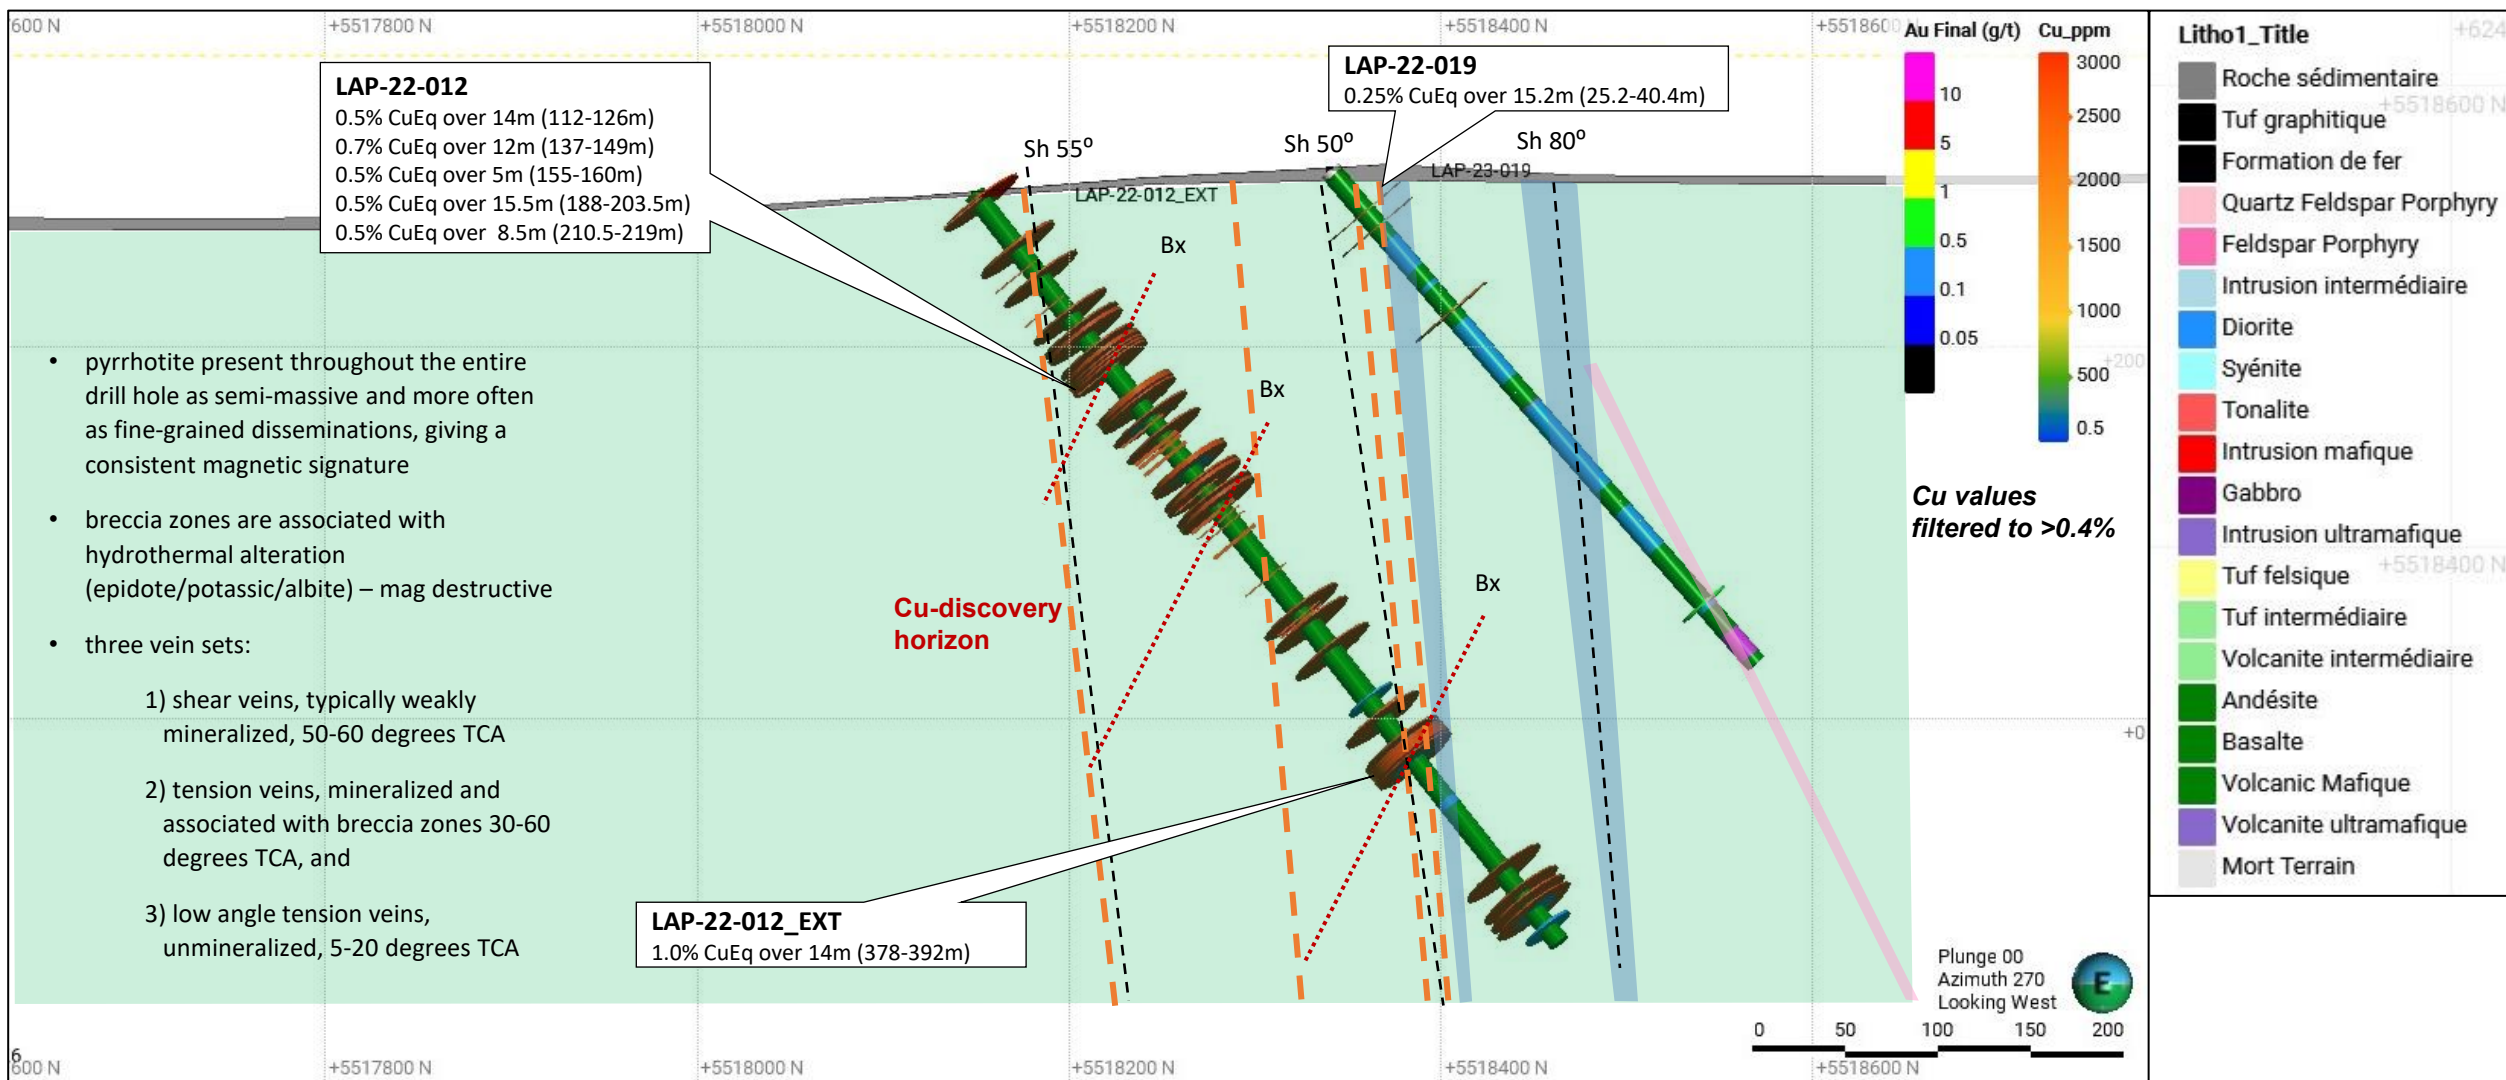 600 N
+5517800 N
+5518000 N
+5518200 N
+5518400 N
+5518600
LAP-22-012
0.5% CuEq over 14m (112-126m)
0.7% CuEq over 12m (137-149m)
0.5% CuEq over 5m (155-160m)
0.5% CuEq over 15.5m (188-203.5m)
0.5% CuEq over 8.5m (210.5-219m)
LAP-22-019
0.25% CuEq over 15.2m (25.2-40.4m)
Sh 55⁰
Sh 50⁰
Sh 80⁰
LAP-22-012_EXT
LAP-23-019
Bx
Bx
Bx
• pyrrhotite present throughout the entire
drill hole as semi-massive and more often
as fine-grained disseminations, giving a
consistent magnetic signature
• breccia zones are associated with
hydrothermal alteration
(epidote/potassic/albite) – mag destructive
• three vein sets:
1) shear veins, typically weakly
mineralized, 50-60 degrees TCA
2) tension veins, mineralized and
associated with breccia zones 30-60
degrees TCA, and
3) low angle tension veins,
unmineralized, 5-20 degrees TCA
Cu-discovery
horizon
LAP-22-012_EXT
1.0% CuEq over 14m (378-392m)
Au Final (g/t)
10
5
1
0.5
0.1
0.05
Cu_ppm
3000
2500
2000
1500
1000
500
0.5
+200
+0
Cu values
filtered to >0.4%
Plunge 00
Azimuth 270
Looking West
E
0 50 100 150 200
6
600 N
+5517800 N
+5518000 N
+5518200 N
+5518400 N
+5518600 N
Litho1_Title
+624
Roche sédimentaire
+5518600 N
Tuf graphitique
Formation de fer
Quartz Feldspar Porphyry
Feldspar Porphyry
Intrusion intermédiaire
Diorite
Syénite
Tonalite
Intrusion mafique
Gabbro
Intrusion ultramafique
+5518400 N
Tuf felsique
Tuf intermédiaire
Volcanite intermédiaire
Andésite
Basalte
Volcanic Mafique
Volcanite ultramafique
Mort Terrain